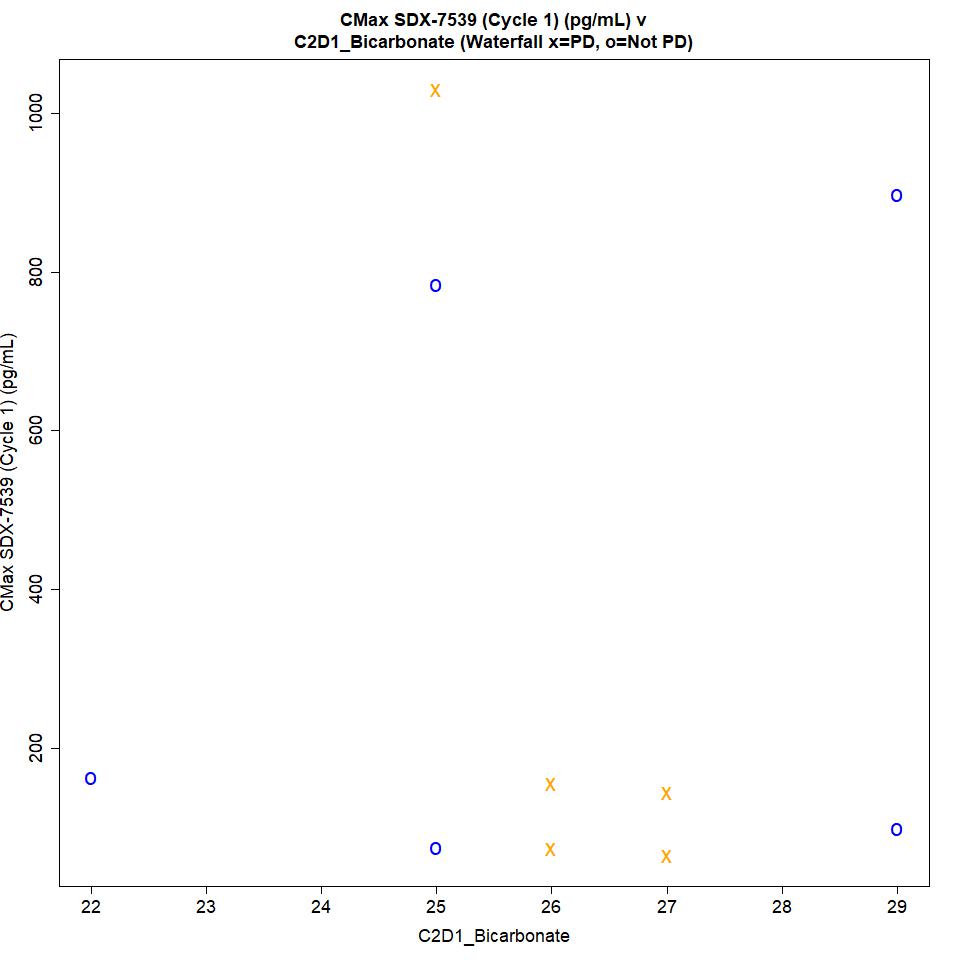 CMax SDX-7539 (Cycle 1) (pg/mL) v
C2D1_Bicarbonate (Waterfall x=PD, o=Not PD)
CMax SDX-7539 (Cycle 1) (pg/mL)
1000
800
600
400
200
x
o
o
o
x
x
o
o
x
x
22 23 24 25 26 27 28 29
C2D1_Bicarbonate